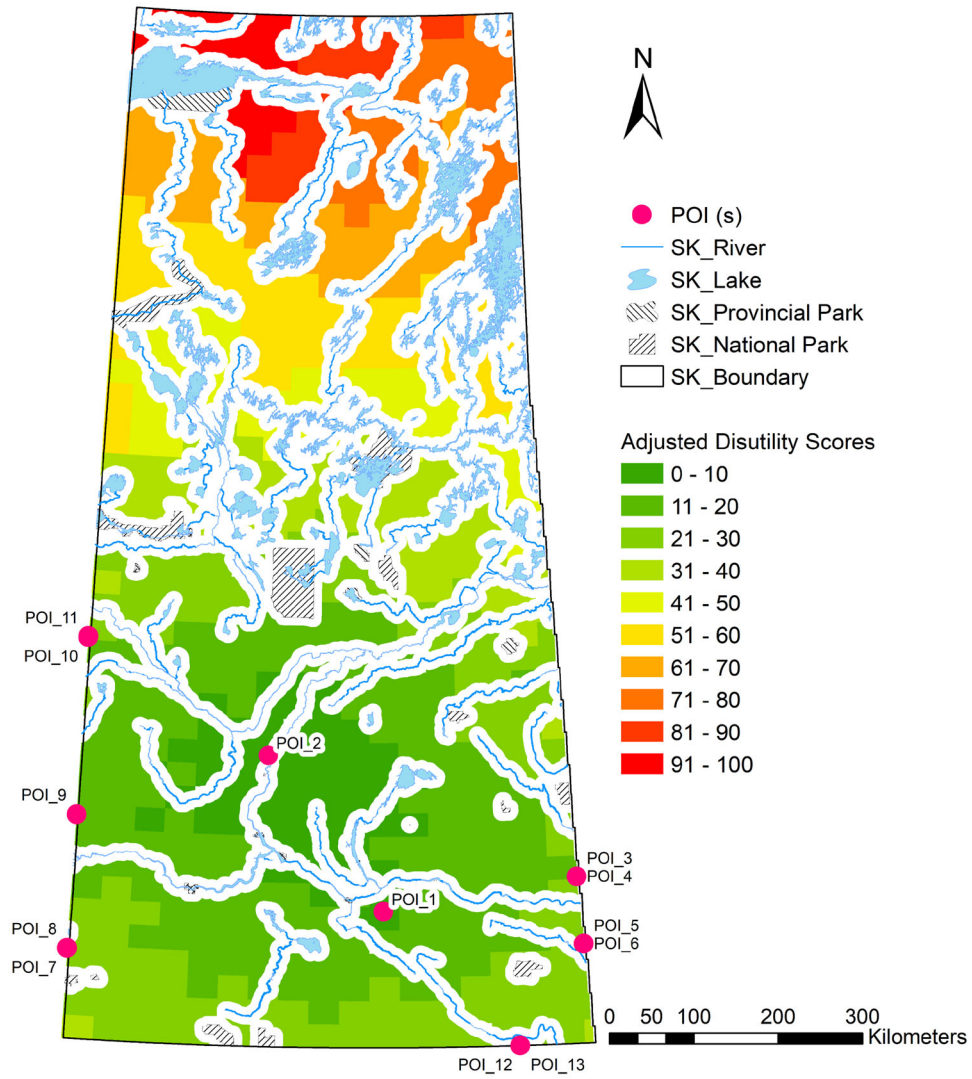 N
POI (s)
SK_River
SK_Lake
SK_Provincial Park
SK_National Park
SK_Boundary
Adjusted Disutility Scores
0 - 10
11 - 20
21 - 30
31 - 40
41 - 50
51 - 60
61 - 70
71 - 80
81 - 90
91 - 100
POI_11
POI_10
POI_2
POI_9
POI_3
POI_4
POI_1
POI_5
POI_6
POI_8
POI_7
0 50 100 200 300
Kilometers
POI_12 POI_13